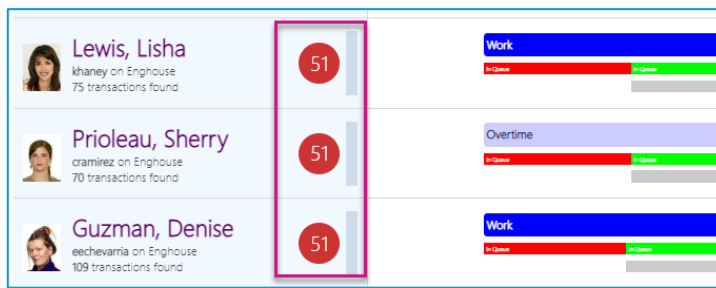 Lewis, Lisha
khaney on Enghouse
75 transactions found
51
Work
In Queue In Queue
Prioleau, Sherry
cramirez on Enghouse
70 transactions found
51
Overtime
In Queue In Queue
Guzman, Denise
eechevarria on Enghouse
109 transactions found
51
Work
In Queue In Queue